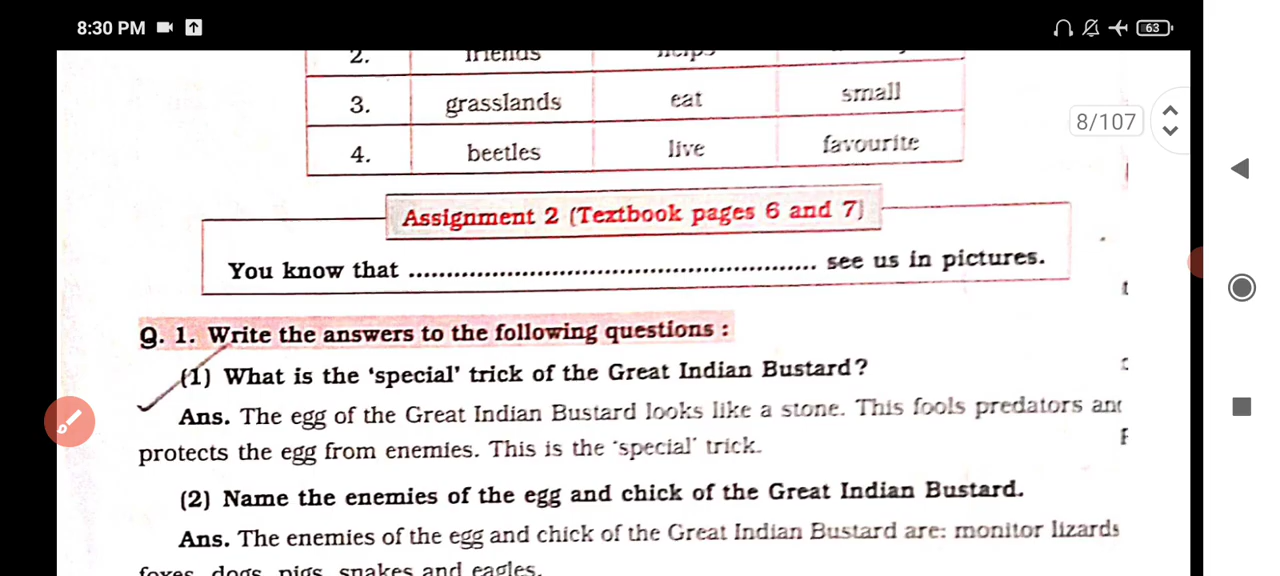 8:30 PM 63
2. friends helps
3. grasslands eat small
8/107
4. beetles live favourite
Assignment 2 (Textbook pages 6 and 7)
You know that ................................................... see us in pictures.
Q. 1. Write the answers to the following questions :
(1) What is the ‘special’ trick of the Great Indian Bustard?
Ans. The egg of the Great Indian Bustard looks like a stone. This fools predators and
protects the egg from enemies. This is the ‘special’ trick.
(2) Name the enemies of the egg and chick of the Great Indian Bustard.
Ans. The enemies of the egg and chick of the Great Indian Bustard are: monitor lizards
foxes, dogs, pigs, snakes and eagles.